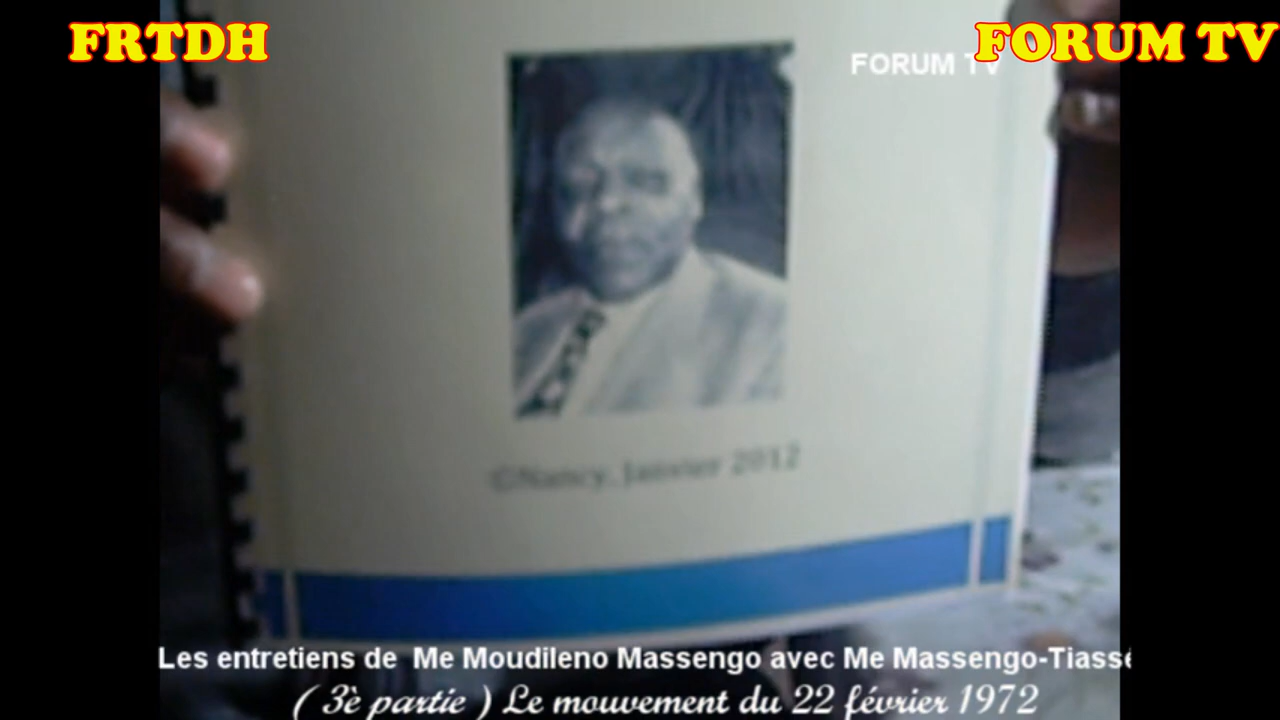 FRTDH
FORUM TV
FORUM TV
©Nancy, Janvier 2012
Les entretiens de Me Moudileno Massengo avec Me Massengo-Tiassé
( 3è partie ) Le mouvement du 22 février 1972